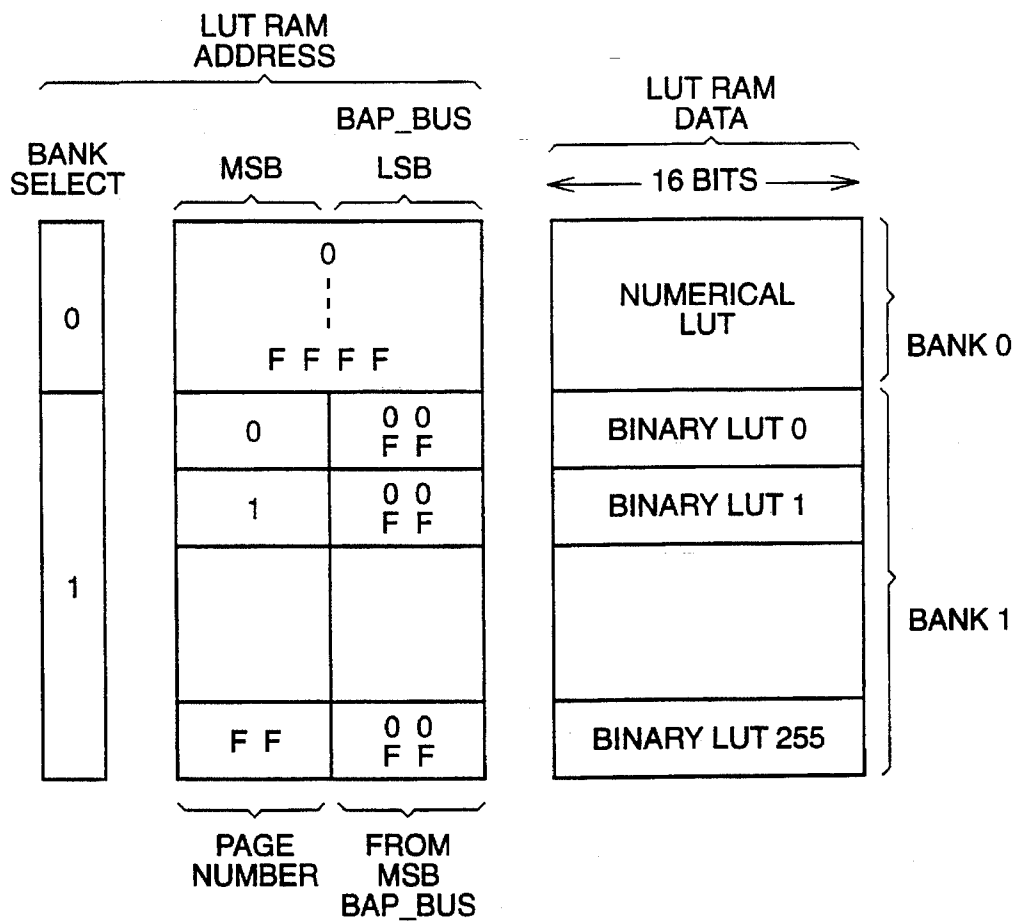 LUT RAM
ADDRESS
BAP_BUS
LUT RAM
DATA
BANK
SELECT
MSB
LSB
16 BITS
0
0
F F F F
NUMERICAL
LUT
BANK 0
1
0
0 0
F F
BINARY LUT 0
1
0 0
F F
BINARY LUT 1
BANK 1
F F
0 0
F F
BINARY LUT 255
PAGE
NUMBER
FROM
MSB
BAP_BUS